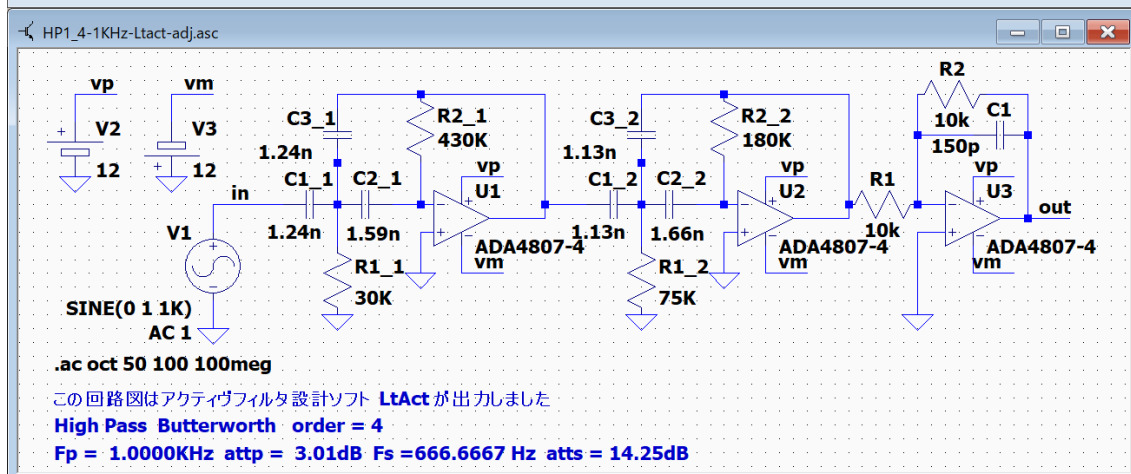 HP1_4-1KHz-Ltact-adj.asc
vp
vm
V2
12
V3
12
in
V1
SINE(0 1 1K)
AC 1
C3_1
1.24n
C1_1
1.24n
C2_1
1.59n
R1_1
30K
R2_1
430K
vp
U1
ADA4807-4
vm
C3_2
1.13n
C1_2
1.13n
C2_2
1.66n
R1_2
75K
R2_2
180K
vp
U2
ADA4807-4
vm
R1
10k
R2
10k
C1
150p
vp
U3
ADA4807-4
vm
out
.ac oct 50 100 100meg
この回路図はアクティヴフィルタ設計ソフト LtAct が出力しました
High Pass Butterworth order = 4
Fp = 1.0000KHz attp = 3.01dB Fs =666.6667 Hz atts = 14.25dB